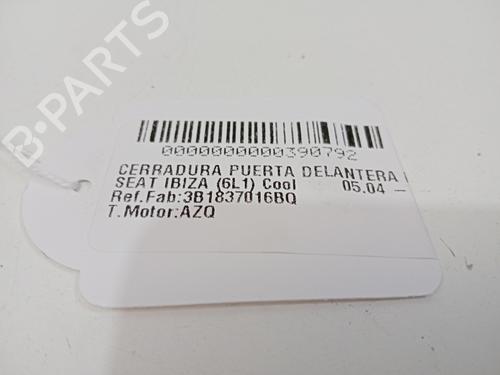 B-PARTS
0000000000390792
CERRADURA PUERTA DELANTERA
SEAT IBIZA (6L1) Cool 05.04 –
Ref.Fab:3B1837016BQ
T.Motor:AZQ